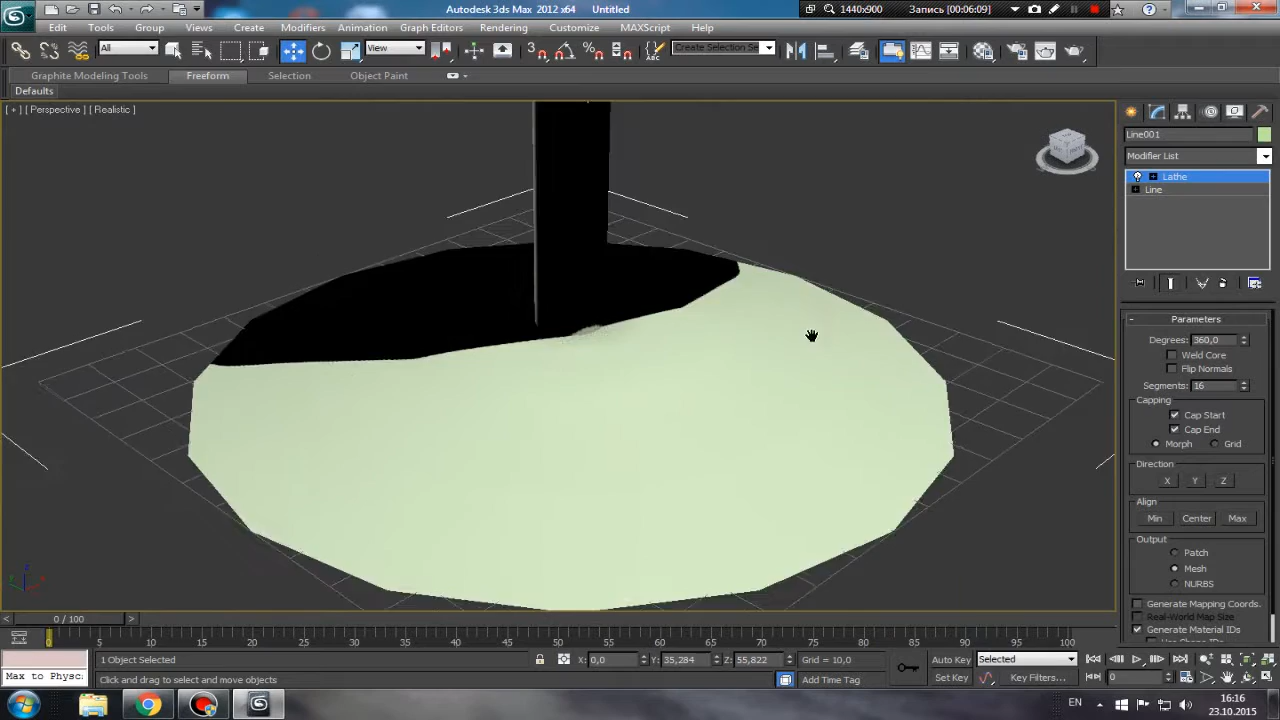 Autodesk 3ds Max 2012 x64 Untitled
1440x900 Запись [00:06:09]
Edit Tools Group Views Create Modifiers Animation Graph Editors Rendering Customize MAXScript Help
All View 3 Create Selection Se
Graphite Modeling Tools Freeform Selection Object Paint
Defaults
[ + ] [ Perspective ] [ Realistic ]
Line001
Modifier List
Lathe
Line
- Parameters
Degrees: 360,0
Weld Core
Flip Normals
Segments: 16
Capping
Cap Start
Cap End
Morph Grid
Direction
X Y Z
Align
Min Center Max
Output
Patch
Mesh
NURBS
Generate Mapping Coords.
Real-World Map Size
Generate Material IDs
< 0 / 100 >
0 5 10 15 20 25 30 35 40 45 50 55 60 65 70 75 80 85 90 95 100
1 Object Selected X: 0,0 Y: 35,284 Z: 55,822 Grid = 10,0 Auto Key Selected
Max to Physc: Click and drag to select and move objects Add Time Tag Set Key Key Filters... 0
EN 16:16
23.10.2015